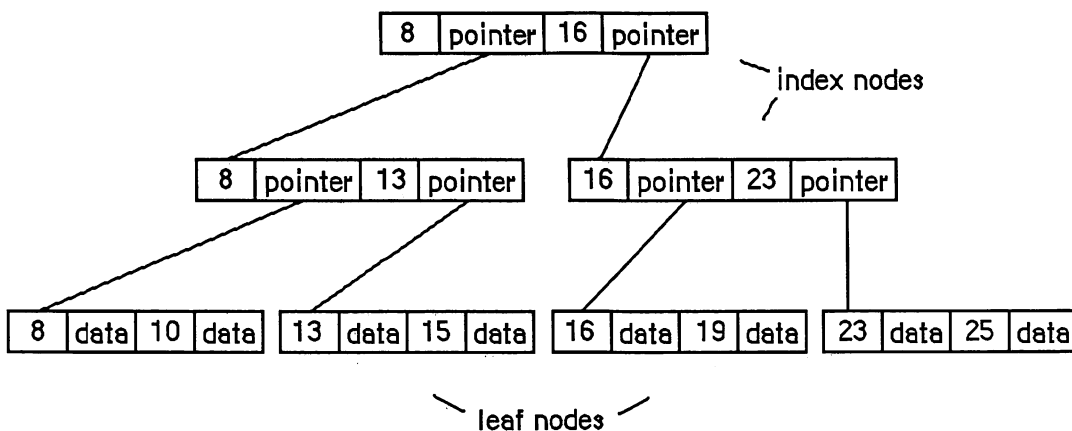 8 pointer 16 pointer
index nodes
8 pointer 13 pointer
16 pointer 23 pointer
8 data 10 data
13 data 15 data
16 data 19 data
23 data 25 data
leaf nodes